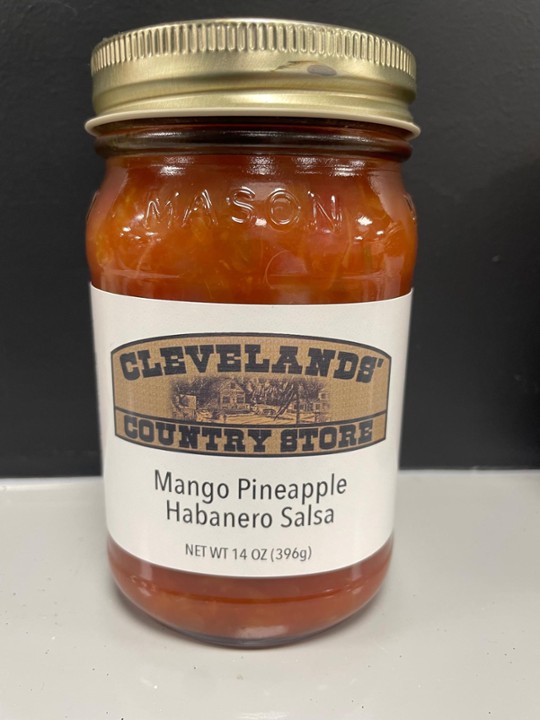 MASON
CLEVELANDS'
COUNTRY STORE
Mango Pineapple
Habanero Salsa
NET WT 14 OZ (396g)